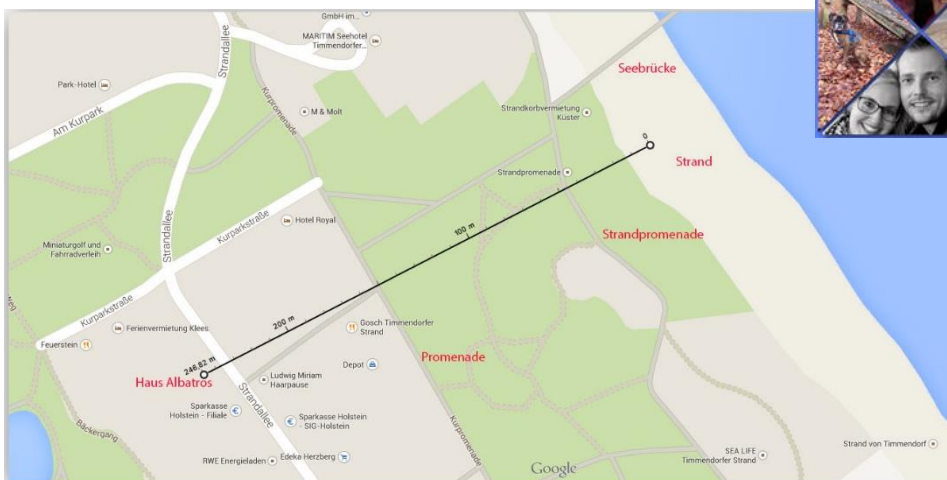 GmbH im...
MARITIM Seehotel
Timmendorfer...
Strandallee
Seebrücke
Park-Hotel
Am Kurpark
Kurpromenade
M & Molt
Strandkorbvermietung
Küster
0
Strand
Strandpromenade
Hotel Royal
100 m
Strandpromenade
Kurparkstraße
Strandallee
Miniaturgolf und
Fahrradverleih
Kurparkstraße
200 m
Ferienvermietung Klees
Gosch Timmendorfer
Strand
Feuerstein
246,82 m
Promenade
Depot
Haus Albatros
Ludwig Miriam
Haarpause
Strandallee
Sparkasse
Holstein - Filiale
Sparkasse Holstein
- SIG-Holstein
Bäckergang
Kurpromenade
RWE Energieladen
Edeka Herzberg
Google
SEA LIFE
Timmendorfer Strand
Strand von Timmendorf